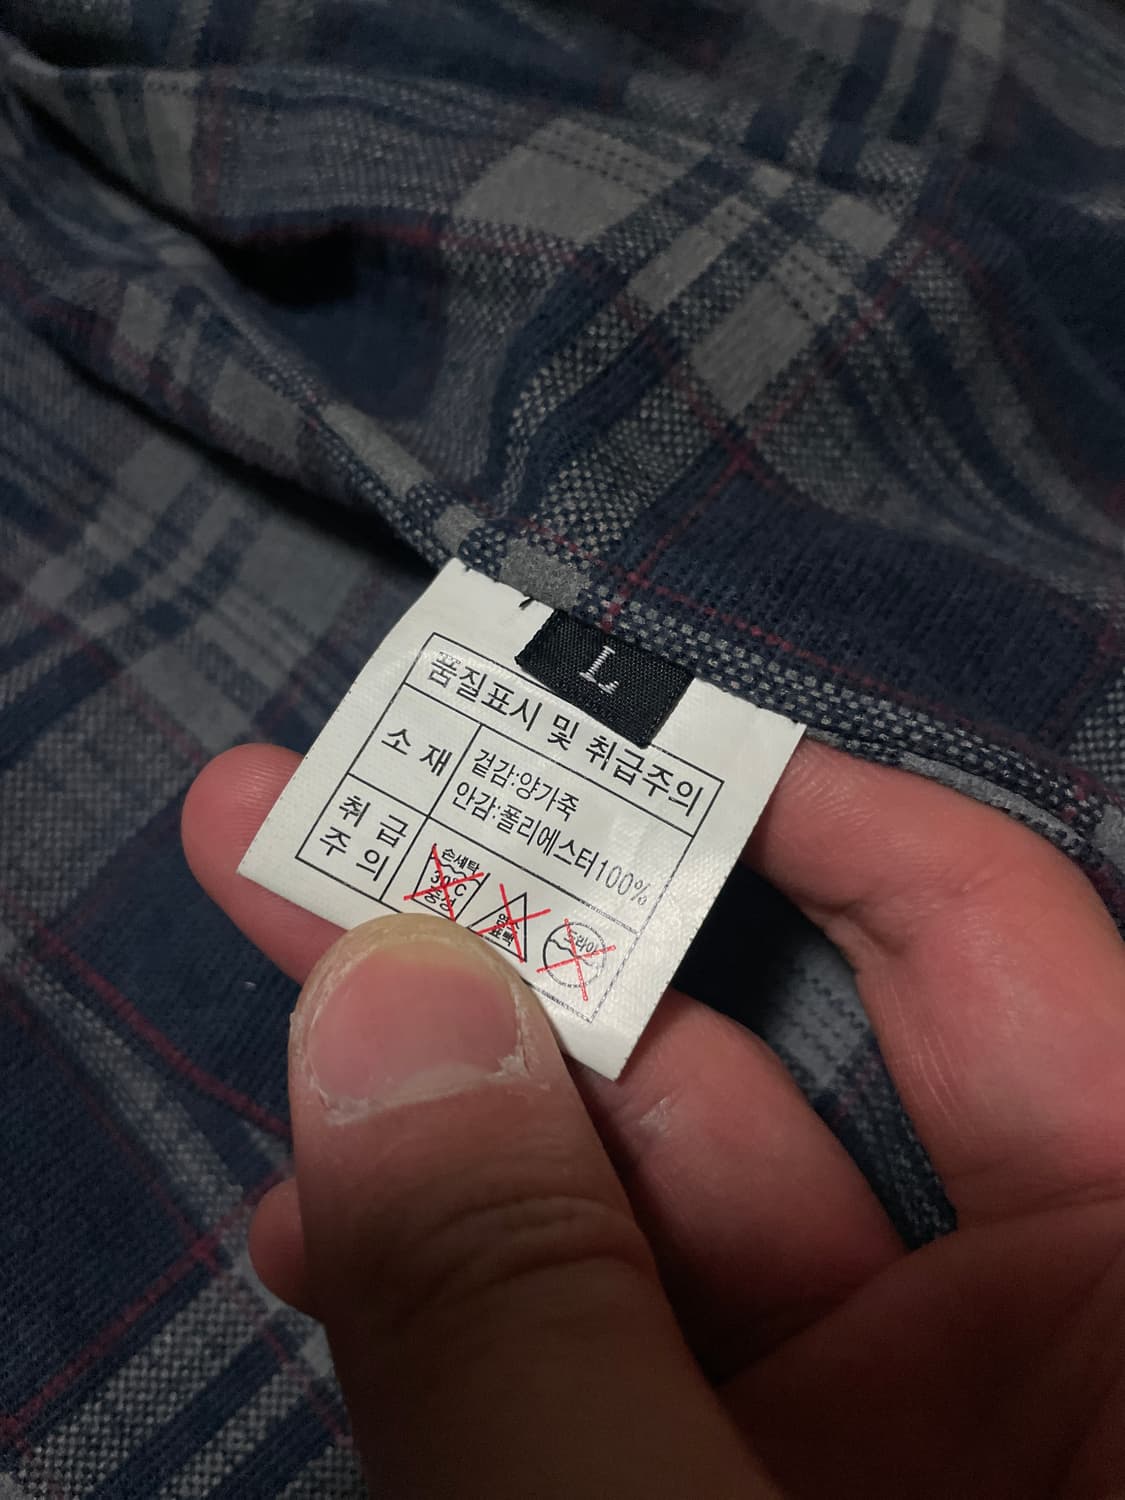 L
품질표시 및 취급주의
소재
겉감:양가죽
안감:폴리에스터100%
취급
주의
손세탁
30℃
중성
염소
표백
드라이